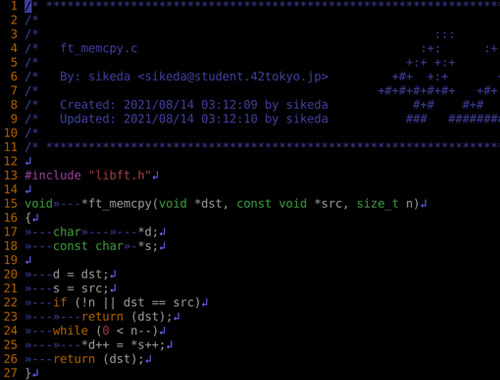 1 /* ****************************************************************
2 /*
3 /*                                                         :::
4 /*   ft_memcpy.c                                         :+:      :+
5 /*                                                     +:+ +:+
6 /*   By: sikeda <sikeda@student.42tokyo.jp>          +#+  +:+
7 /*                                                 +#+#+#+#+#+   +#+
8 /*   Created: 2021/08/14 03:12:09 by sikeda             #+#    #+#
9 /*   Updated: 2021/08/14 03:12:10 by sikeda            ###   ########
10 /*
11 /* ****************************************************************
12 ↲
13 #include "libft.h"↲
14 ↲
15 void»---*ft_memcpy(void *dst, const void *src, size_t n)↲
16 {↲
17 »---char»---»---*d;↲
18 »---const char»-*s;↲
19 ↲
20 »---d = dst;↲
21 »---s = src;↲
22 »---if (!n || dst == src)↲
23 »---»---return (dst);↲
24 »---while (0 < n--)↲
25 »---»---*d++ = *s++;↲
26 »---return (dst);↲
27 }↲